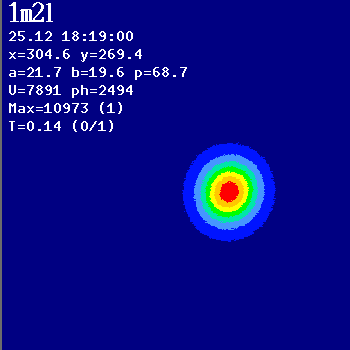 1m2l
25.12 18:19:00
x=304.6 y=269.4
a=21.7 b=19.6 p=68.7
U=7891 ph=2494
Max=10973 (1)
T=0.14 (0/1)